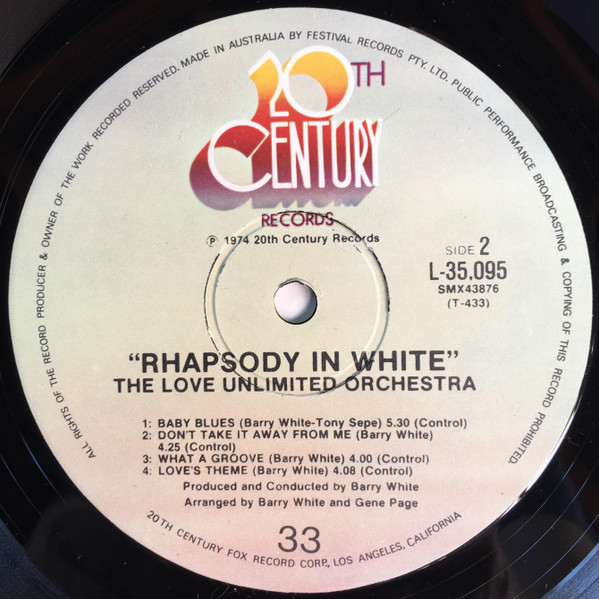 ALL RIGHTS OF THE RECORD PRODUCER & OWNER OF THE WORK RECORDED RESERVED. MADE IN AUSTRALIA BY FESTIVAL RECORDS PTY. LTD. PUBLIC PERFORMANCE BROADCASTING & COPYING OF THIS RECORD PROHIBITED.
20TH
CENTURY
RECORDS
℗ 1974 20th Century Records
SIDE 2
L-35.095
SMX43876
(T-433)
"RHAPSODY IN WHITE"
THE LOVE UNLIMITED ORCHESTRA
1: BABY BLUES (Barry White-Tony Sepe) 5.30 (Control)
2: DON'T TAKE IT AWAY FROM ME (Barry White)
4.25 (Control)
3: WHAT A GROOVE (Barry White) 4.00 (Control)
4: LOVE'S THEME (Barry White) 4.08 (Control)
Produced and Conducted by Barry White
Arranged by Barry White and Gene Page
33
20TH CENTURY FOX RECORD CORP., LOS ANGELES, CALIFORNIA